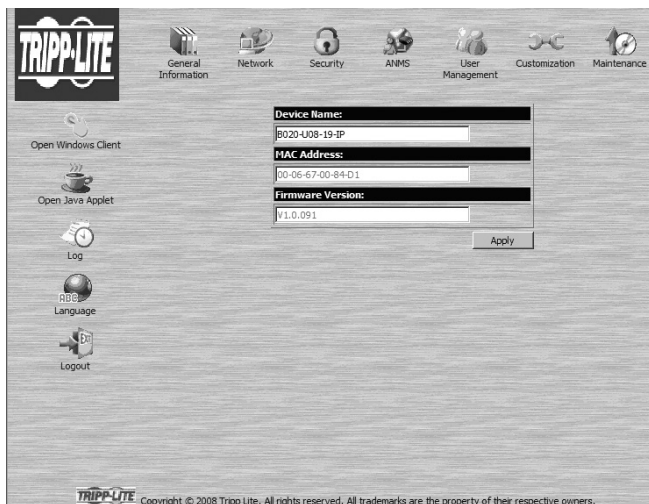 TRIPP·LITE
General Information
Network
Security
ANMS
User Management
Customization
Maintenance
Open Windows Client
Open Java Applet
Log
ABC
Language
Logout
Device Name:
B020-U08-19-IP
MAC Address:
00-06-67-00-84-D1
Firmware Version:
V1.0.091
Apply
TRIPP·LITE Copyright © 2008 Tripp Lite. All rights reserved. All trademarks are the property of their respective owners.